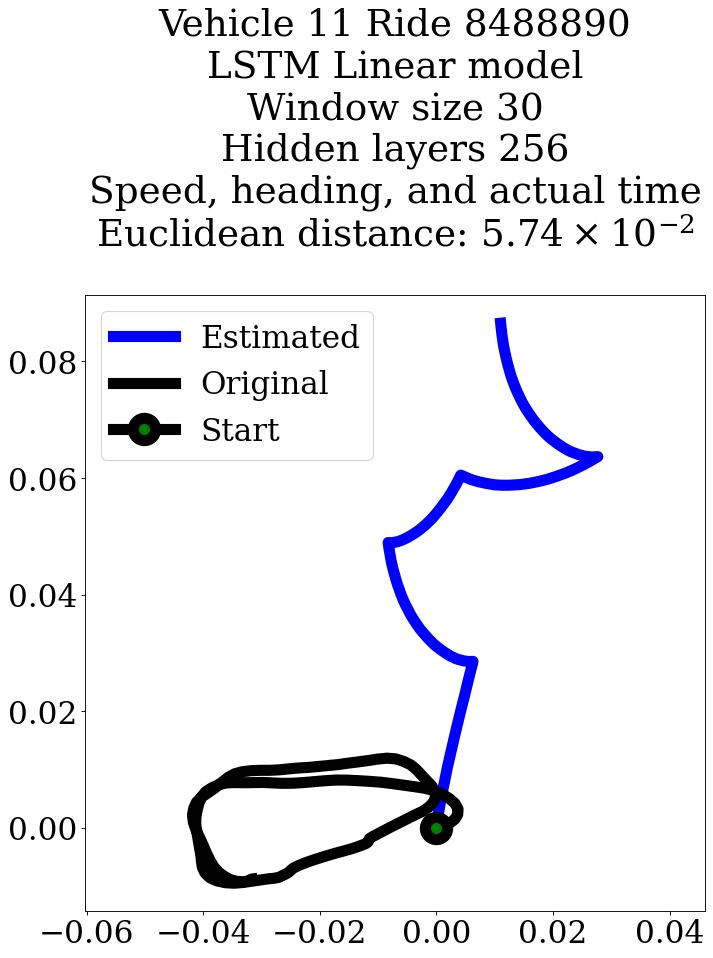 Vehicle 11 Ride 8488890
LSTM Linear model
Window size 30
Hidden layers 256
Speed, heading, and actual time
Euclidean distance: 5.74 × 10⁻²
Estimated
Original
Start
0.08
0.06
0.04
0.02
0.00
−0.06 −0.04 −0.02 0.00 0.02 0.04